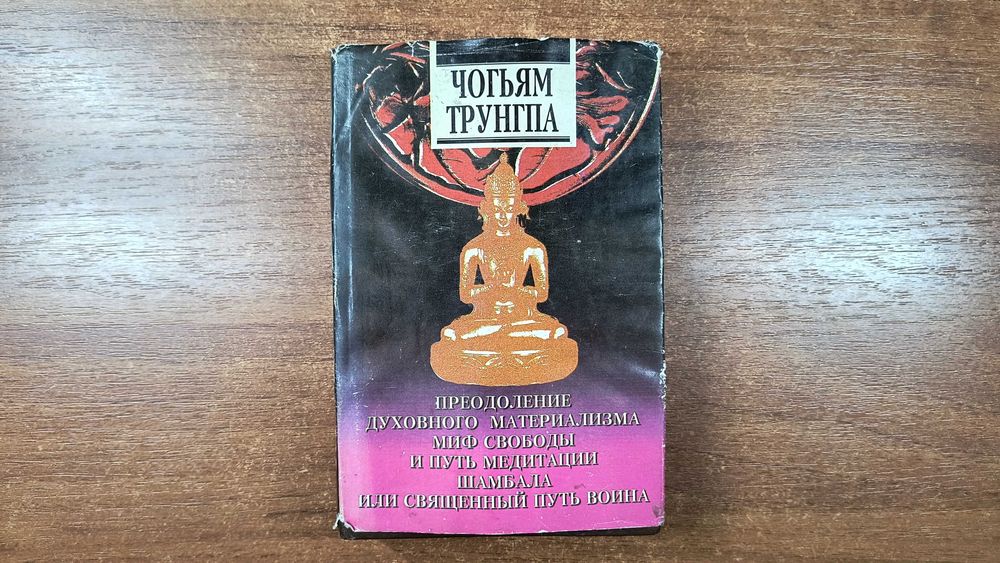 ЧОГЬЯМ
ТРУНГПА
ПРЕОДОЛЕНИЕ
ДУХОВНОГО МАТЕРИАЛИЗМА
МИФ СВОБОДЫ
И ПУТЬ МЕДИТАЦИИ
ШАМБАЛА
ИЛИ СВЯЩЕННЫЙ ПУТЬ ВОИНА